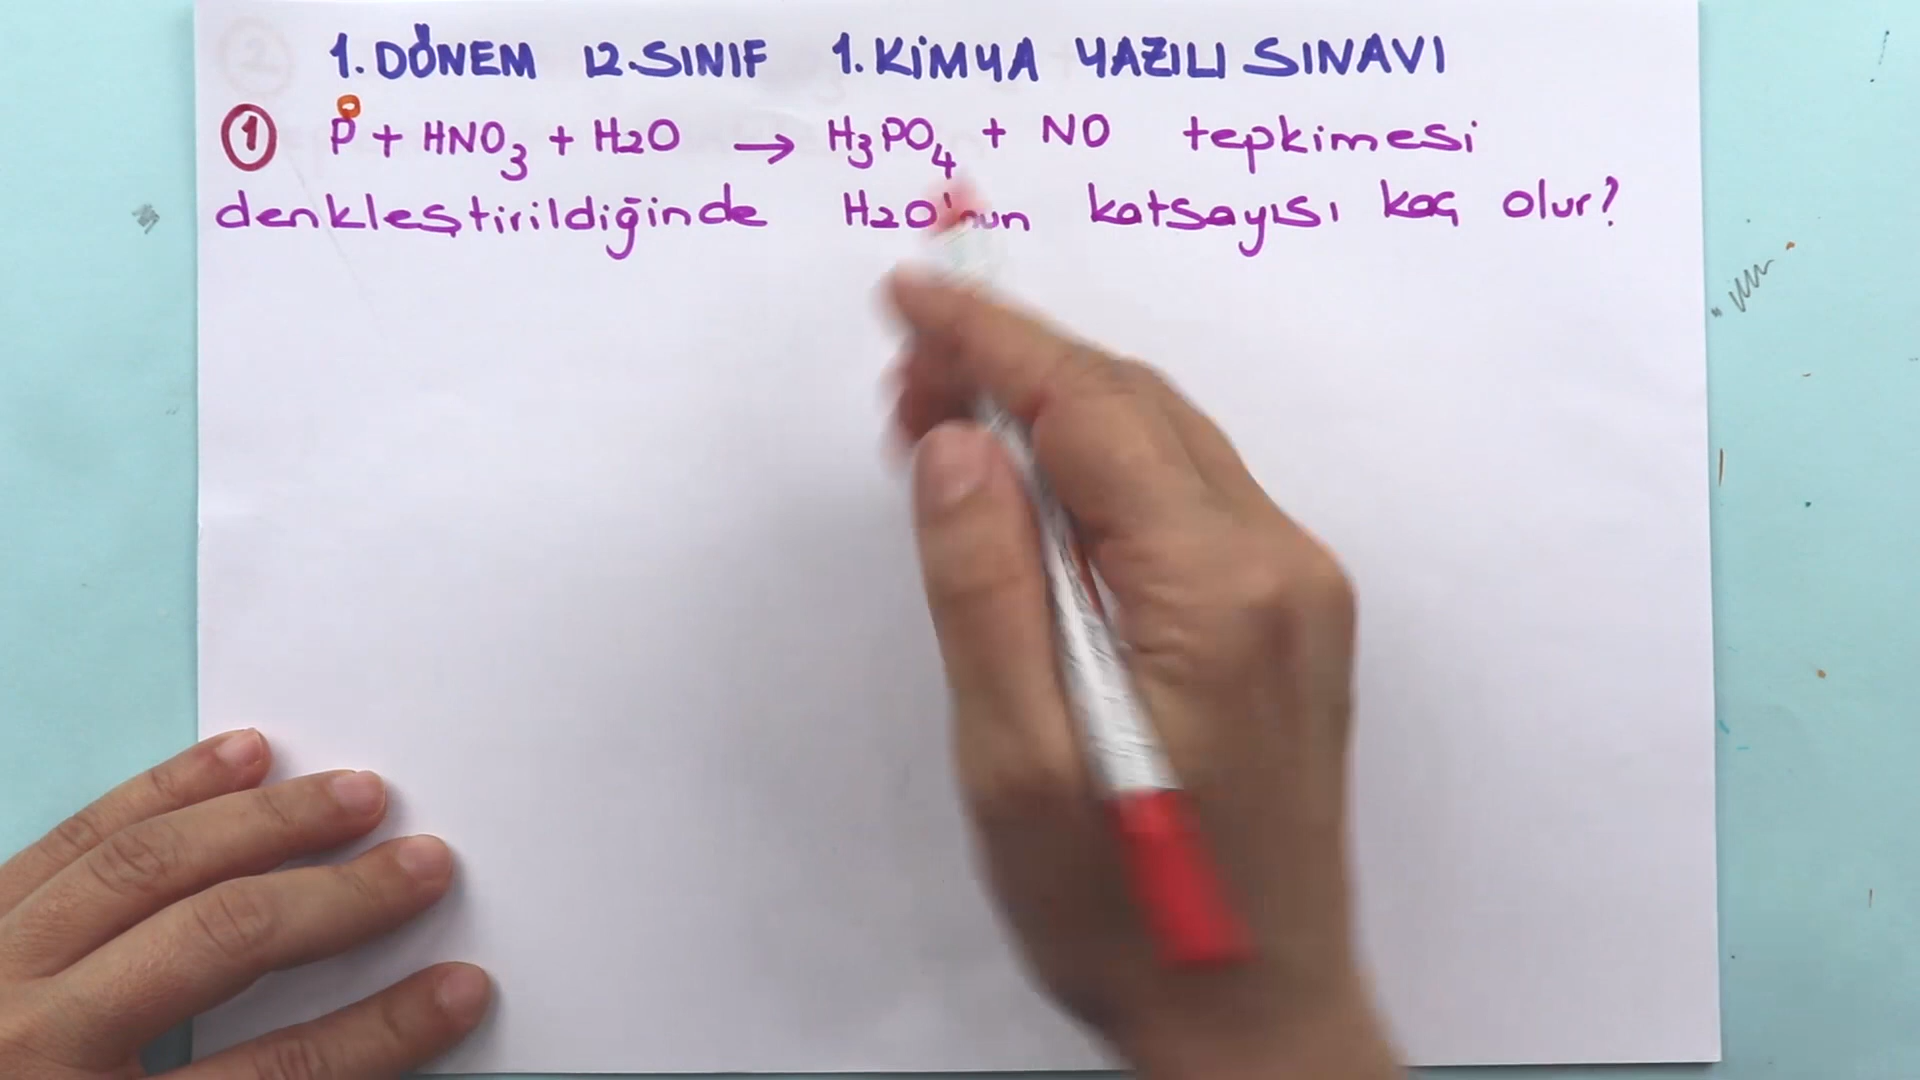 1. DÖNEM 12.SINIF 1. KİMYA YAZILI SINAVI
1 P + HNO3 + H2O → H3PO4 + NO tepkimesi
denkleştirildiğinde H2O'nun katsayısı kaç olur?